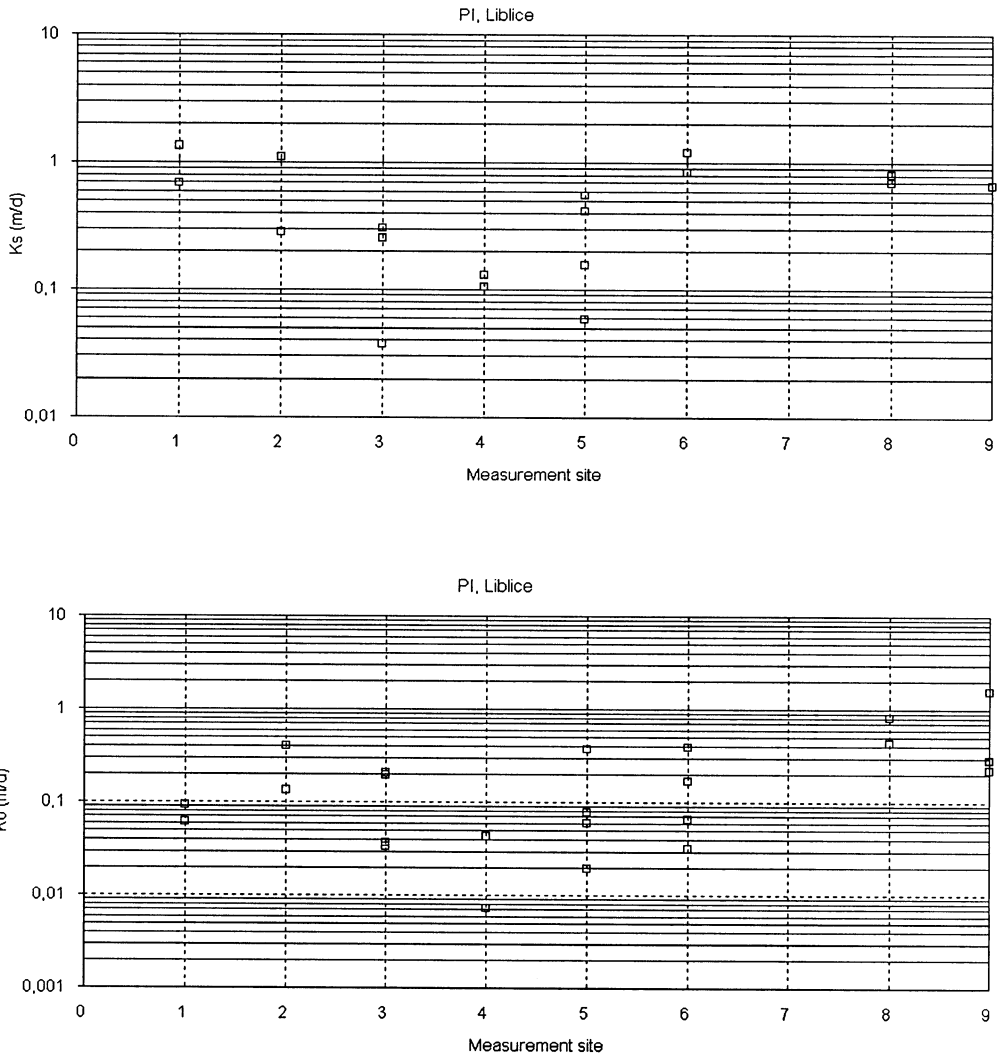 PI, Liblice
10
1
0,1
0,01
Ks (m/d)
0 1 2 3 4 5 6 7 8 9
Measurement site
PI, Liblice
10
1
0,1
0,01
0,001
(m/d)
0 1 2 3 4 5 6 7 8 9
Measurement site